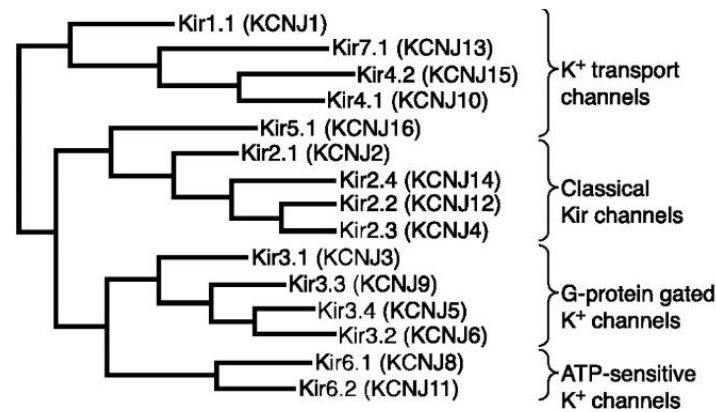 Kir1.1 (KCNJ1)
Kir7.1 (KCNJ13)
Kir4.2 (KCNJ15)
Kir4.1 (KCNJ10)
K⁺ transport
channels
Kir5.1 (KCNJ16)
Kir2.1 (KCNJ2)
Kir2.4 (KCNJ14)
Kir2.2 (KCNJ12)
Kir2.3 (KCNJ4)
Classical
Kir channels
Kir3.1 (KCNJ3)
Kir3.3 (KCNJ9)
Kir3.4 (KCNJ5)
Kir3.2 (KCNJ6)
G-protein gated
K⁺ channels
Kir6.1 (KCNJ8)
Kir6.2 (KCNJ11)
ATP-sensitive
K⁺ channels